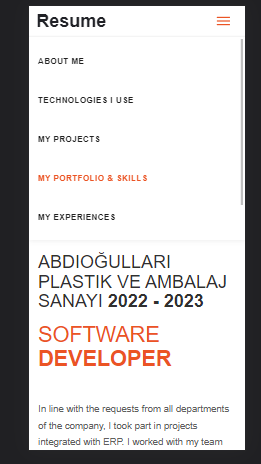 Resume
ABOUT ME
TECHNOLOGIES I USE
MY PROJECTS
MY PORTFOLIO & SKILLS
MY EXPERIENCES
ABDIOĞULLARI
PLASTIK VE AMBALAJ
SANAYI 2022 - 2023
SOFTWARE
DEVELOPER
In line with the requests from all departments
of the company, I took part in projects
integrated with ERP. I worked with my team